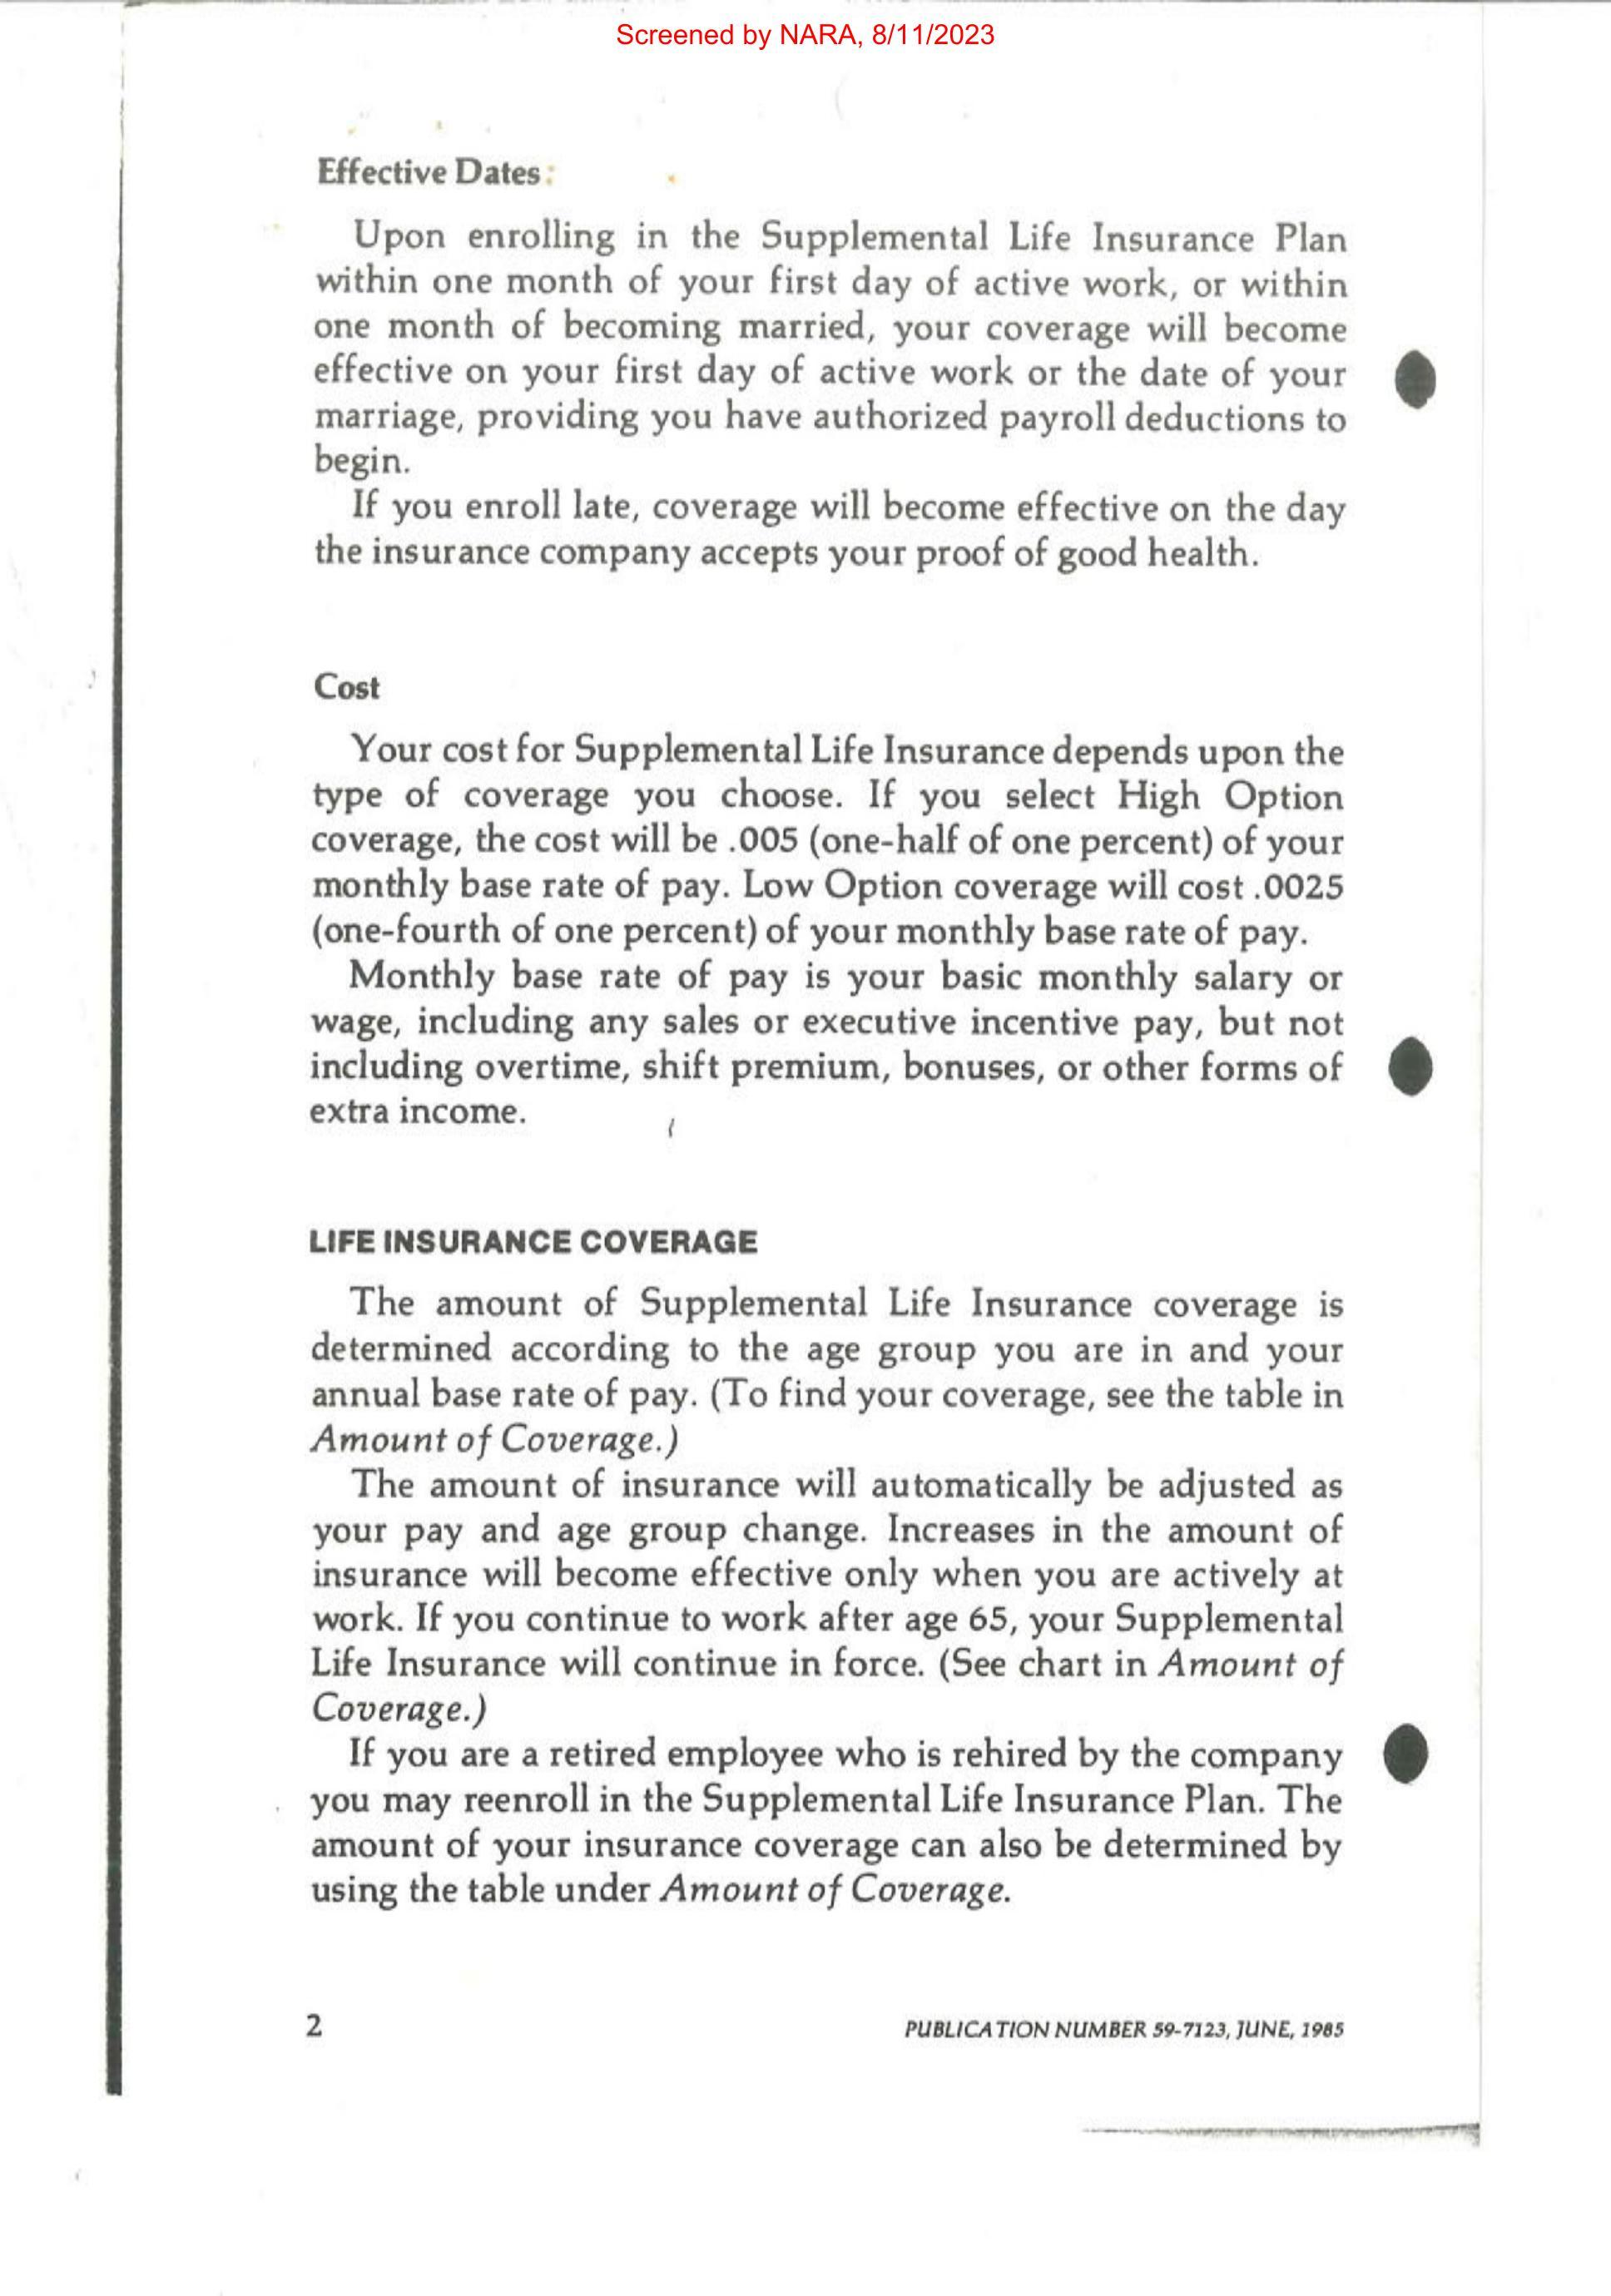 Screened by NARA, 8/11/2023
Effective Dates:
Upon enrolling in the Supplemental Life Insurance Plan
within one month of your first day of active work, or within
one month of becoming married, your coverage will become
effective on your first day of active work or the date of your
marriage, providing you have authorized payroll deductions to
begin.
If you enroll late, coverage will become effective on the day
the insurance company accepts your proof of good health.
Cost
Your cost for Supplemental Life Insurance depends upon the
type of coverage you choose. If you select High Option
coverage, the cost will be .005 (one-half of one percent) of your
monthly base rate of pay. Low Option coverage will cost .0025
(one-fourth of one percent) of your monthly base rate of pay.
Monthly base rate of pay is your basic monthly salary or
wage, including any sales or executive incentive pay, but not
including overtime, shift premium, bonuses, or other forms of
extra income.
LIFE INSURANCE COVERAGE
The amount of Supplemental Life Insurance coverage is
determined according to the age group you are in and your
annual base rate of pay. (To find your coverage, see the table in
Amount of Coverage.)
The amount of insurance will automatically be adjusted as
your pay and age group change. Increases in the amount of
insurance will become effective only when you are actively at
work. If you continue to work after age 65, your Supplemental
Life Insurance will continue in force. (See chart in Amount of
Coverage.)
If you are a retired employee who is rehired by the company
you may reenroll in the Supplemental Life Insurance Plan. The
amount of your insurance coverage can also be determined by
using the table under Amount of Coverage.
2
PUBLICATION NUMBER 59-7123, JUNE, 1985